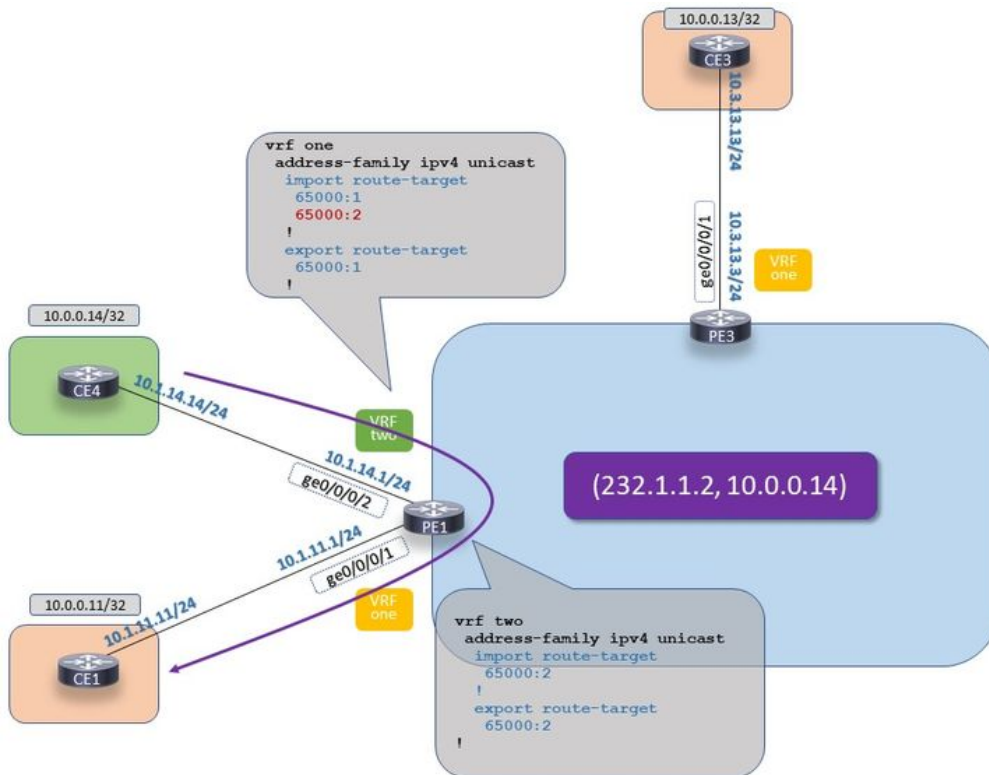 10.0.0.13/32
CE3
10.3.13.13/24
vrf one
address-family ipv4 unicast
import route-target
65000:1
65000:2
!
export route-target
65000:1
!
ge0/0/0/1
10.3.13.3/24
VRF
one
PE3
10.0.0.14/32
CE4
10.1.14.14/24
VRF
two
10.1.14.1/24
ge0/0/0/2
(232.1.1.2, 10.0.0.14)
PE1
10.1.11.1/24
ge0/0/0/1
VRF
one
10.0.0.11/32
10.1.11.11/24
CE1
vrf two
address-family ipv4 unicast
import route-target
65000:2
!
export route-target
65000:2
!